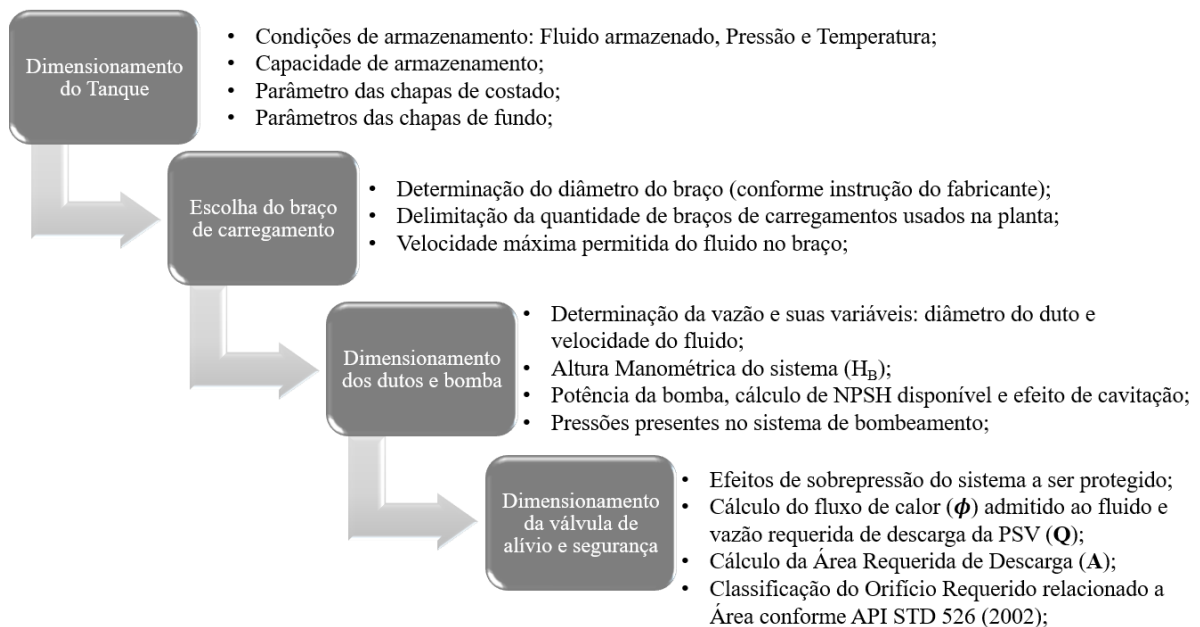 Dimensionamento
do Tanque
• Condições de armazenamento: Fluido armazenado, Pressão e Temperatura;
• Capacidade de armazenamento;
• Parâmetro das chapas de costado;
• Parâmetros das chapas de fundo;
Escolha do braço
de carregamento
• Determinação do diâmetro do braço (conforme instrução do fabricante);
• Delimitação da quantidade de braços de carregamentos usados na planta;
• Velocidade máxima permitida do fluido no braço;
Dimensionamento
dos dutos e bomba
• Determinação da vazão e suas variáveis: diâmetro do duto e
velocidade do fluido;
• Altura Manométrica do sistema (H_B);
• Potência da bomba, cálculo de NPSH disponível e efeito de cavitação;
• Pressões presentes no sistema de bombeamento;
Dimensionamento
da válvula de
alívio e segurança
• Efeitos de sobrepressão do sistema a ser protegido;
• Cálculo do fluxo de calor (ϕ) admitido ao fluido e
vazão requerida de descarga da PSV (Q);
• Cálculo da Área Requerida de Descarga (A);
• Classificação do Orifício Requerido relacionado a
Área conforme API STD 526 (2002);